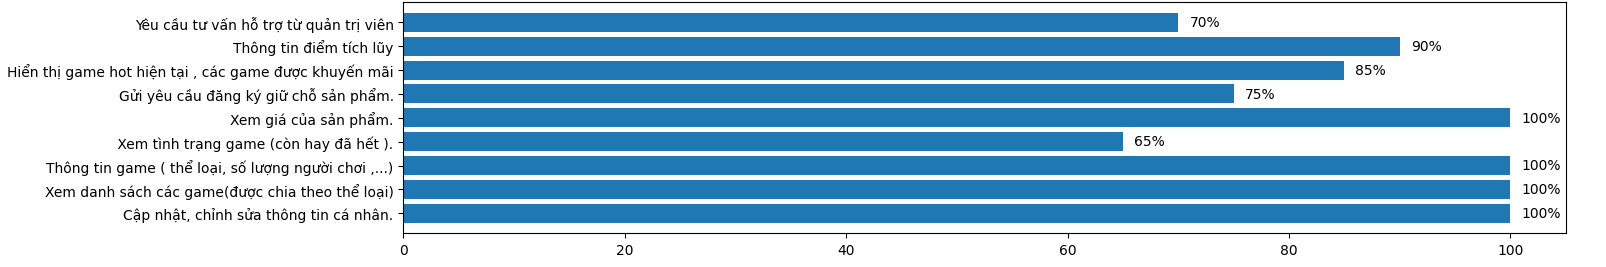 Yêu cầu tư vấn hỗ trợ từ quản trị viên 70%
Thông tin điểm tích lũy 90%
Hiển thị game hot hiện tại , các game được khuyến mãi 85%
Gửi yêu cầu đăng ký giữ chỗ sản phẩm. 75%
Xem giá của sản phẩm. 100%
Xem tình trạng game (còn hay đã hết ). 65%
Thông tin game ( thể loại, số lượng người chơi ,...) 100%
Xem danh sách các game(được chia theo thể loại) 100%
Cập nhật, chỉnh sửa thông tin cá nhân. 100%
0 20 40 60 80 100